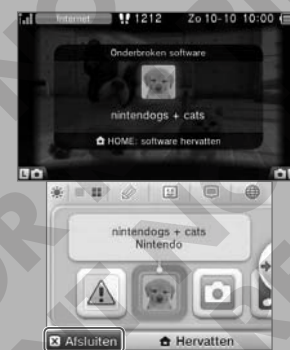 Internet 1212 Zo 10-10 10:00
Onderbroken software
nintendogs + cats
HOME: software hervatten
L
nintendogs + cats
Nintendo
Afsluiten Hervatten